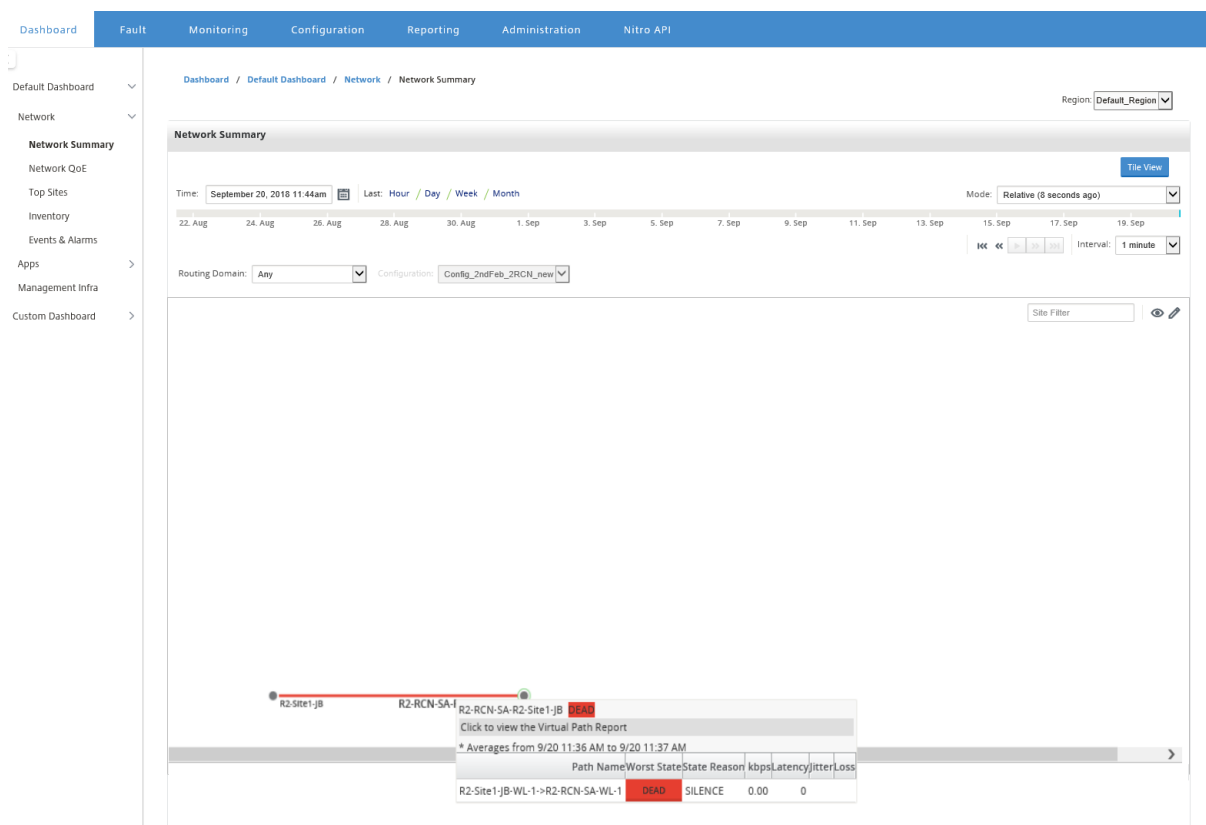 Dashboard Fault Monitoring Configuration Reporting Administration Nitro API
Dashboard / Default Dashboard / Network / Network Summary
Region: Default_Region
Default Dashboard
Network
Network Summary
Network QoE
Top Sites
Inventory
Events & Alarms
Apps
Management Infra
Custom Dashboard
Network Summary
Tile View
Time: September 20, 2018 11:44am Last: Hour / Day / Week / Month Mode: Relative (8 seconds ago)
22. Aug 24. Aug 26. Aug 28. Aug 30. Aug 1. Sep 3. Sep 5. Sep 7. Sep 9. Sep 11. Sep 13. Sep 15. Sep 17. Sep 19. Sep
Interval: 1 minute
Routing Domain: Any Configuration: Config_2ndFeb_2RCN_new
Site Filter
R2-Site1-JB R2-RCN-SA-
R2-RCN-SA-R2-Site1-JB DEAD
Click to view the Virtual Path Report
* Averages from 9/20 11:36 AM to 9/20 11:37 AM
Path Name Worst State State Reason kbps Latency Jitter Loss
R2-Site1-JB-WL-1->R2-RCN-SA-WL-1 DEAD SILENCE 0.00 0